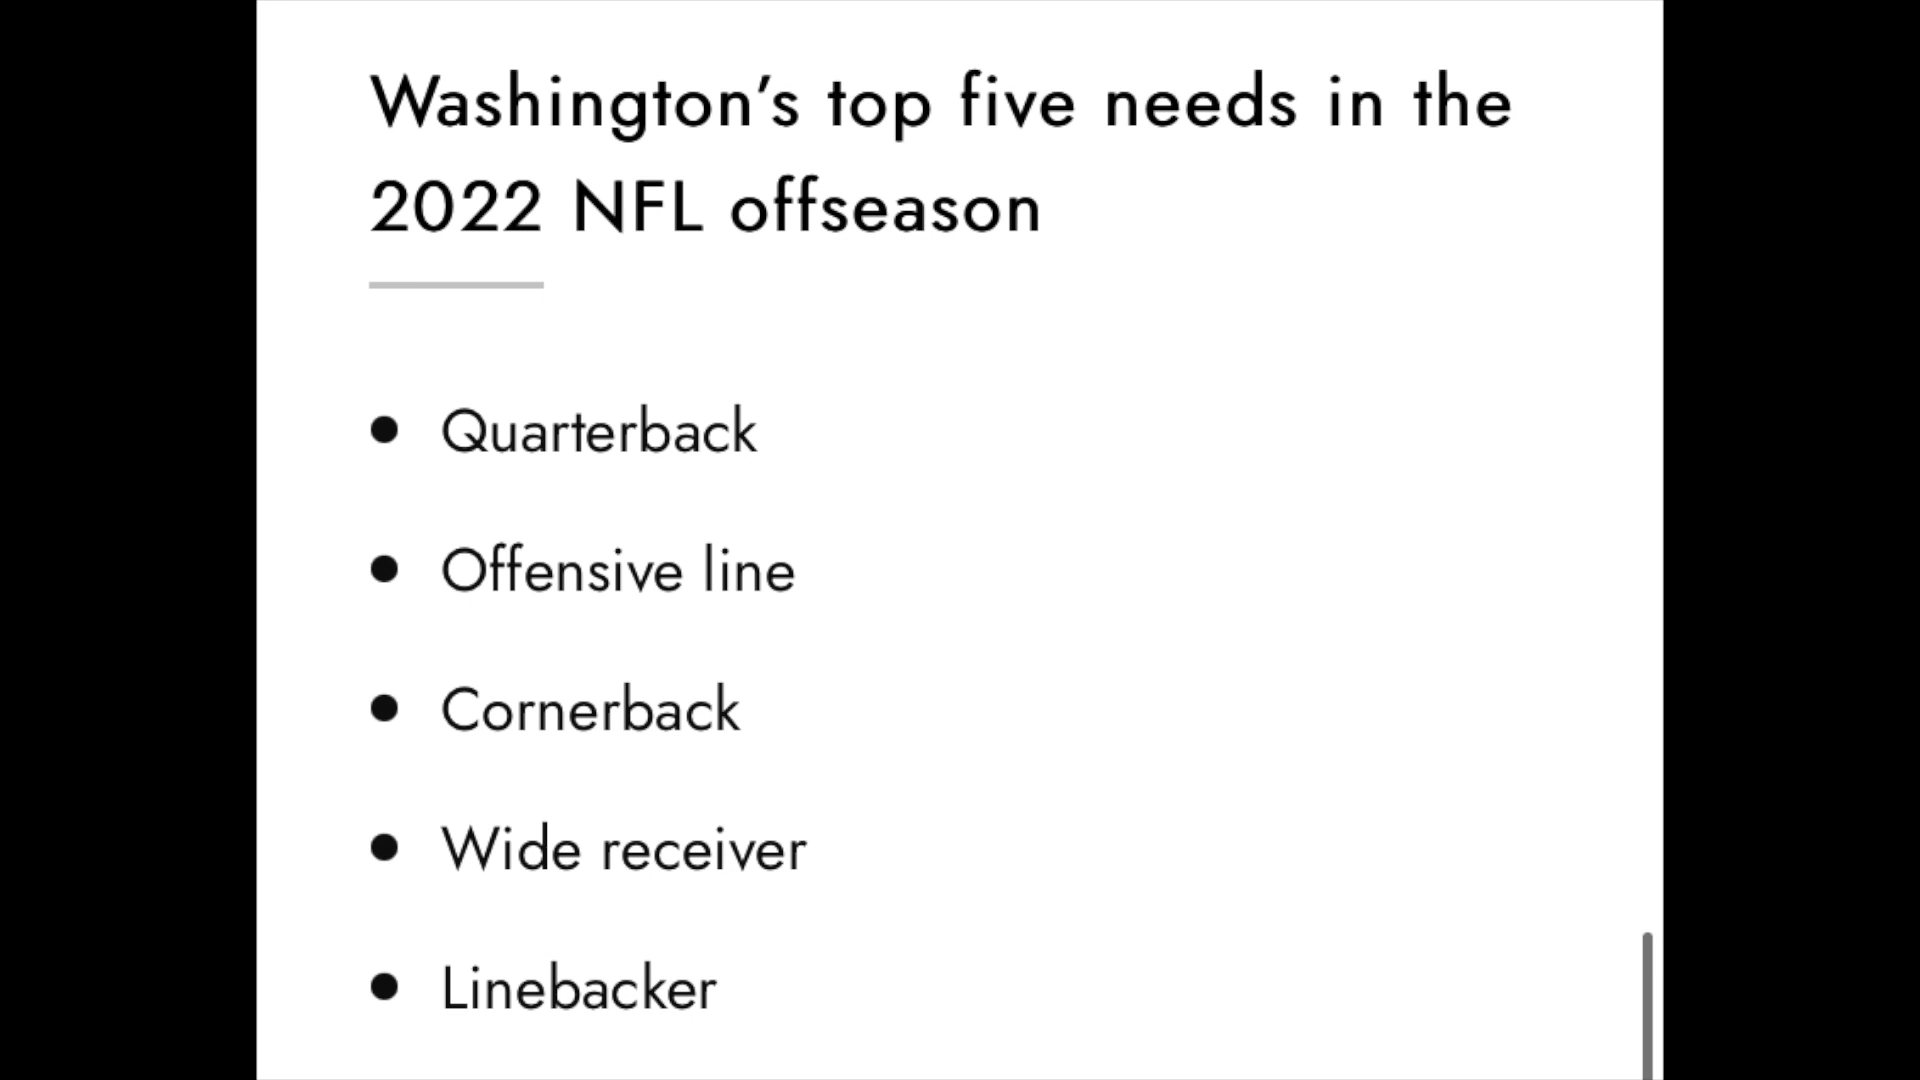 Washington’s top five needs in the
2022 NFL offseason
● Quarterback
● Offensive line
● Cornerback
● Wide receiver
● Linebacker